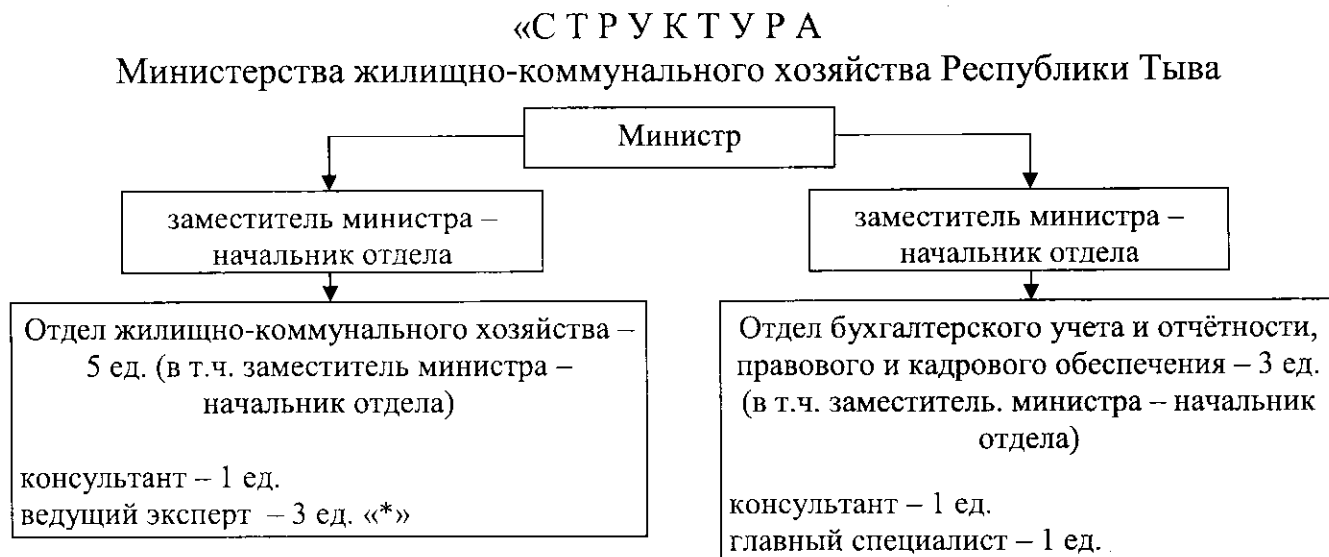 «С Т Р У К Т У Р А
Министерства жилищно-коммунального хозяйства Республики Тыва
Министр
заместитель министра –
начальник отдела
Отдел жилищно-коммунального хозяйства –
5 ед. (в т.ч. заместитель министра –
начальник отдела)
консультант – 1 ед.
ведущий эксперт – 3 ед. «*»
заместитель министра –
начальник отдела
Отдел бухгалтерского учета и отчётности,
правового и кадрового обеспечения – 3 ед.
(в т.ч. заместитель. министра – начальник
отдела)
консультант – 1 ед.
главный специалист – 1 ед.